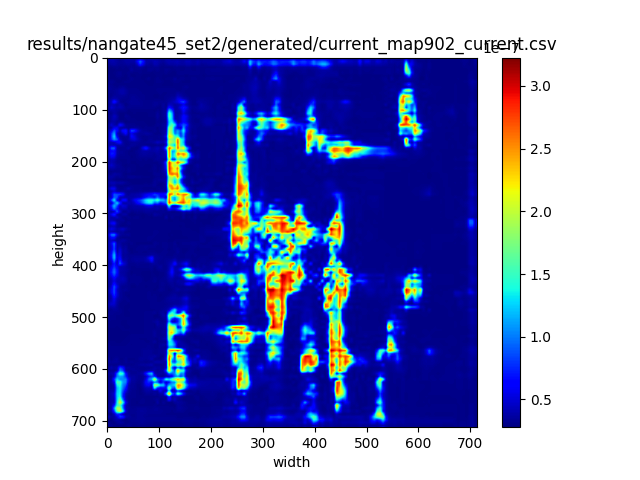 results/nangate45_set2/generated/current_map902_current.csv
1e−7
0
100
200
300
400
500
600
700
height
0 100 200 300 400 500 600 700
width
3.0
2.5
2.0
1.5
1.0
0.5